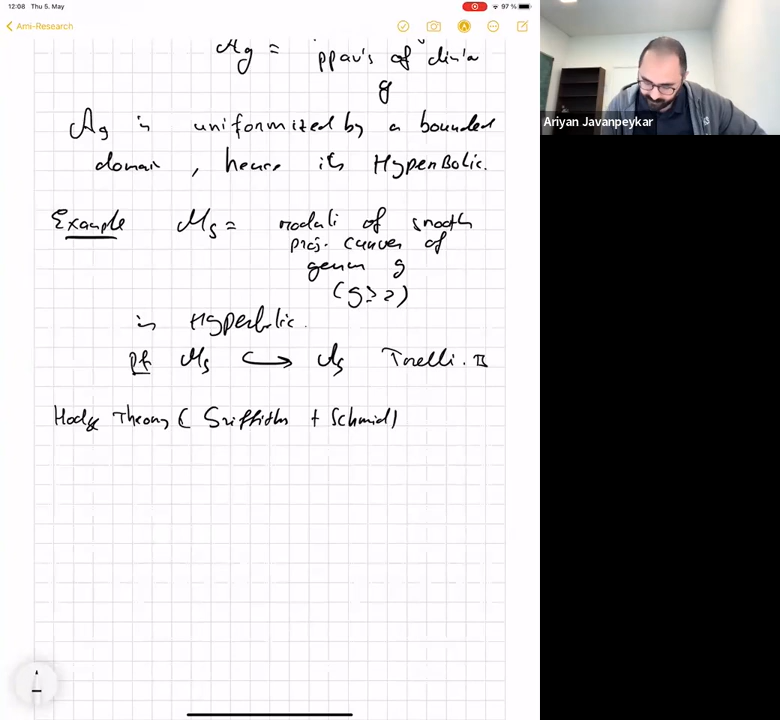 12:08 Thu 5. May
97 %
Ami-Research
Ag = ppav's of dim'n
g
Ag is uniformized by a bounded
domain, hence it's Hyperbolic.
Example Mg = moduli of smooth
proj. curves of
genus g
(g≥2)
is Hyperbolic.
Pf Mg ↪ Ag Torelli.
Hodge Theory (Griffiths + Schmid)
Ariyan Javanpeykar